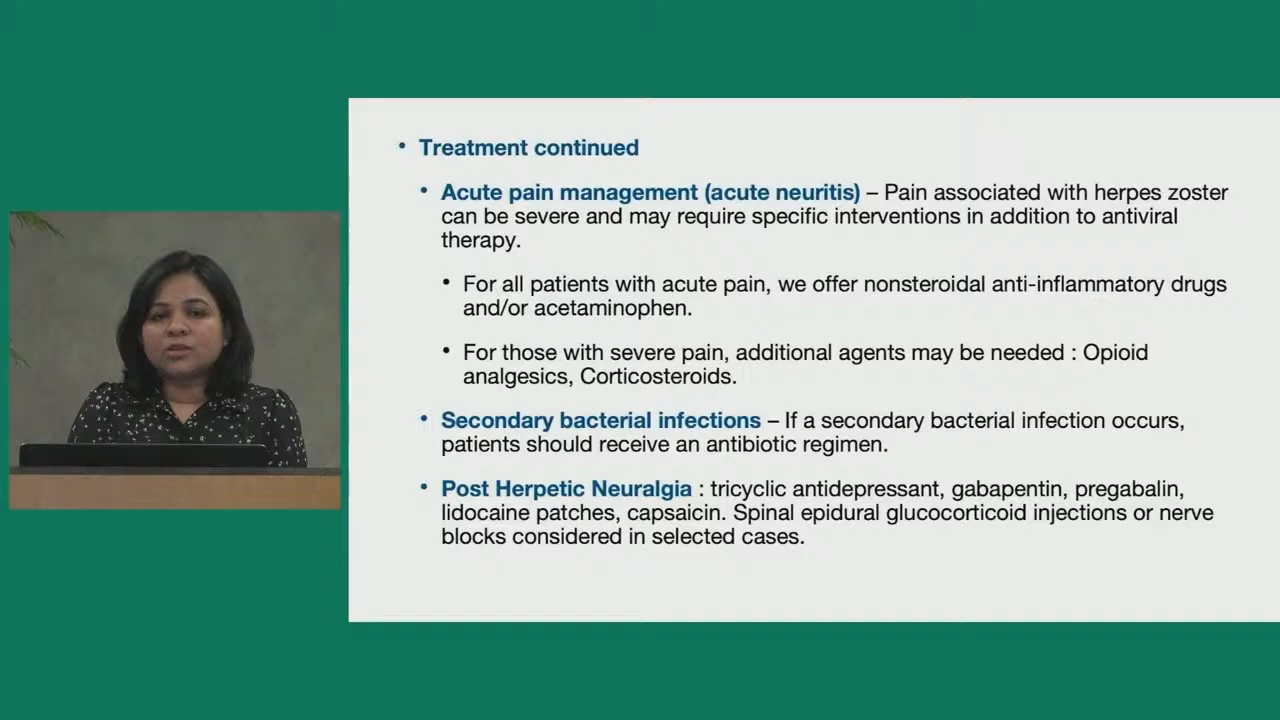 • Treatment continued
• Acute pain management (acute neuritis) – Pain associated with herpes zoster
can be severe and may require specific interventions in addition to antiviral
therapy.
• For all patients with acute pain, we offer nonsteroidal anti-inflammatory drugs
and/or acetaminophen.
• For those with severe pain, additional agents may be needed : Opioid
analgesics, Corticosteroids.
• Secondary bacterial infections – If a secondary bacterial infection occurs,
patients should receive an antibiotic regimen.
• Post Herpetic Neuralgia : tricyclic antidepressant, gabapentin, pregabalin,
lidocaine patches, capsaicin. Spinal epidural glucocorticoid injections or nerve
blocks considered in selected cases.